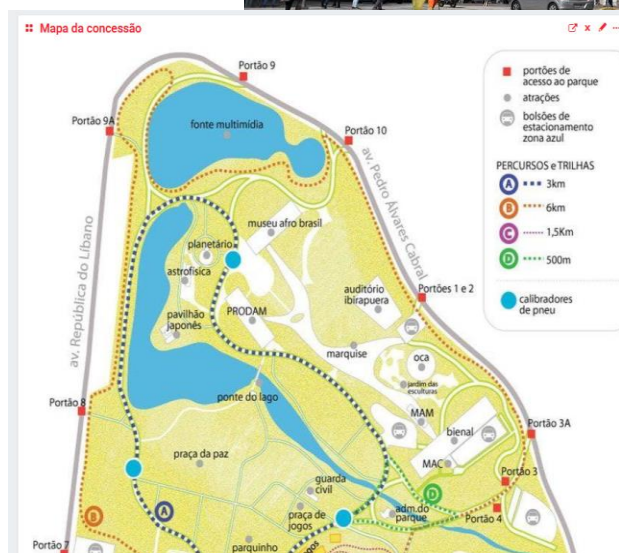 Mapa da concessão
Portão 9
Portão 9A
fonte multimídia
Portão 10
av. Pedro Álvares Cabral
av. República do Líbano
museu afro brasil
planetário
astrofísica
pavilhão
japonês
PRODAM
auditório
ibirapuera
Portões 1 e 2
marquise
oca
jardim das
esculturas
ponte do lago
MAM
Portão 8
bienal
Portão 3A
praça da paz
MAC
Portão 3
guarda
civil
D
adm.do
parque
Portão 4
B
A
praça de
jogos
Portão 7
parquinho
portões de
acesso ao parque
atrações
bolsões de
estacionamento
zona azul
PERCURSOS e TRILHAS
A 3km
B 6km
C 1,5Km
D 500m
calibradores
de pneu